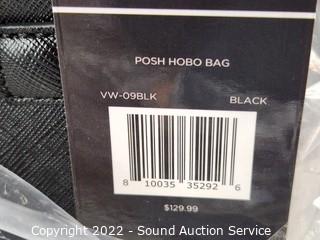 POSH HOBO BAG
VW-09BLK BLACK
8 10035 35292 6
$129.99
Copyright 2022 - Sound Auction Service